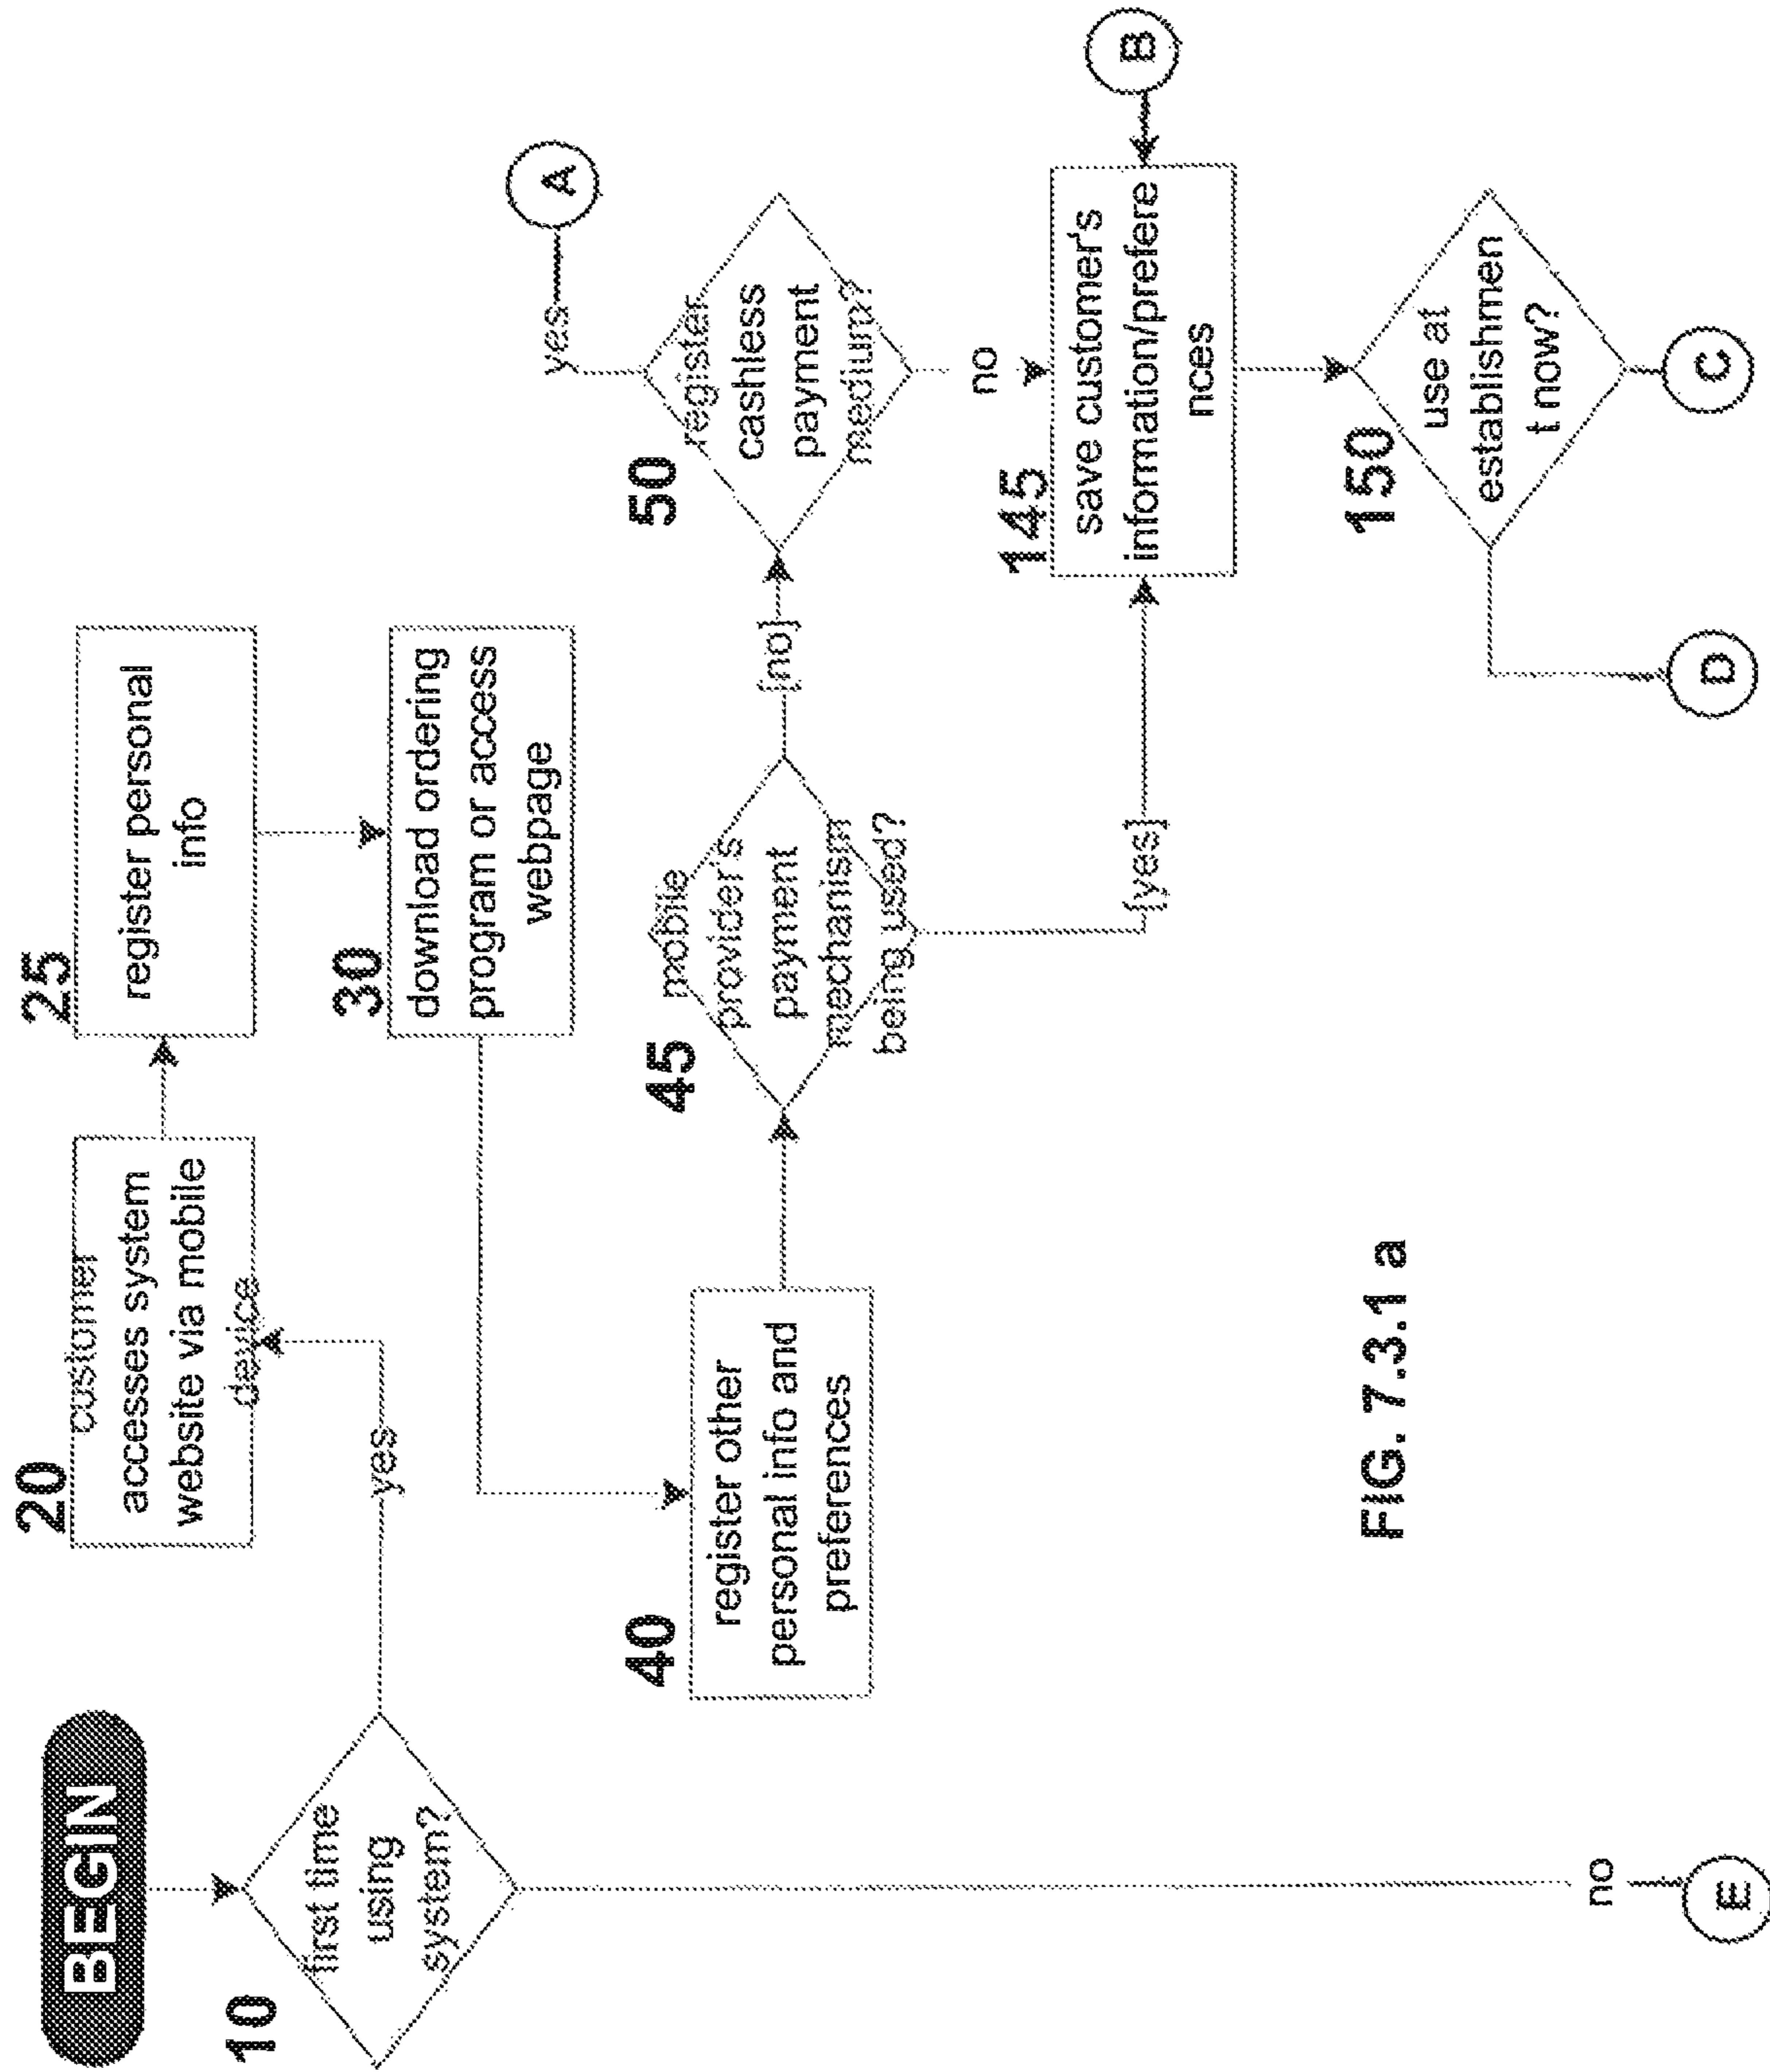 BEGIN
10
first time
using
system?
yes
no
E
20
customer
accesses system
website via mobile
device
25
register personal
info
30
download ordering
program or access
webpage
40
register other
personal info and
preferences
45
mobile
provider's
payment
mechanism
being used?
[no]
[yes]
50
register
cashless
payment
medium?
yes
A
no
145
save customer's
information/prefere
nces
B
150
use at
establishmen
t now?
C
D
FIG. 7.3.1 a